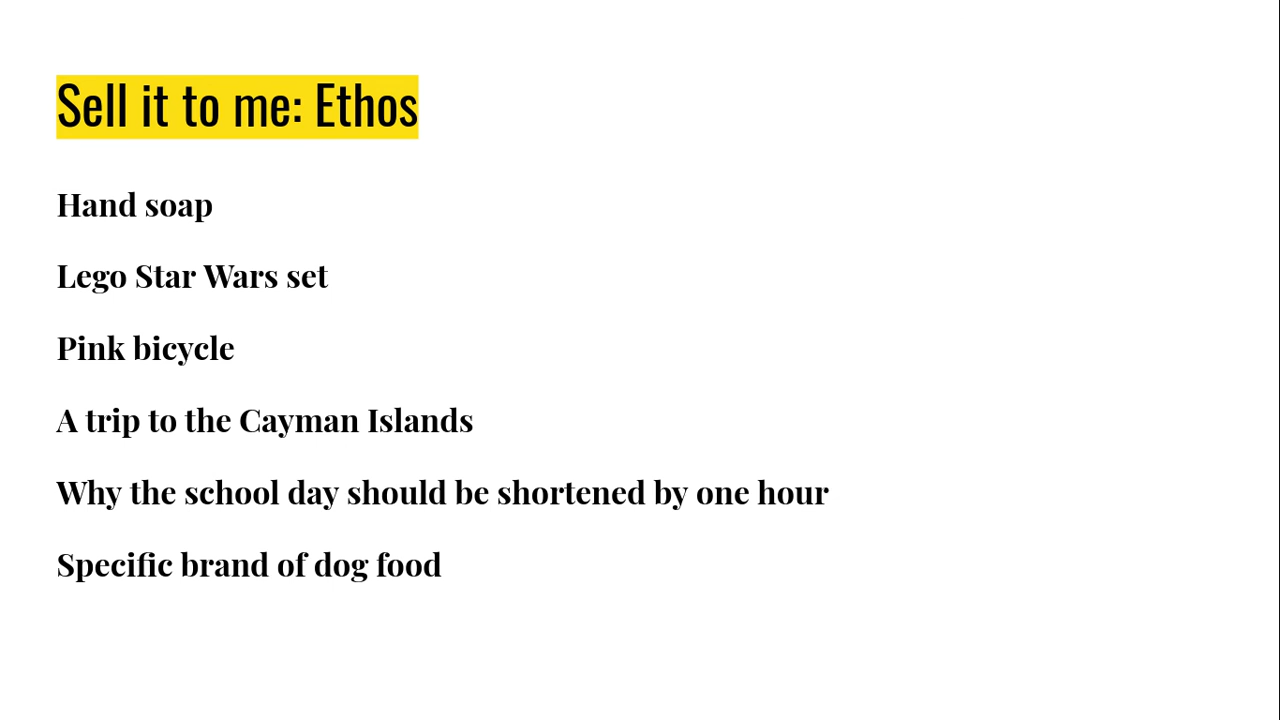 Sell it to me: Ethos
Hand soap
Lego Star Wars set
Pink bicycle
A trip to the Cayman Islands
Why the school day should be shortened by one hour
Specific brand of dog food